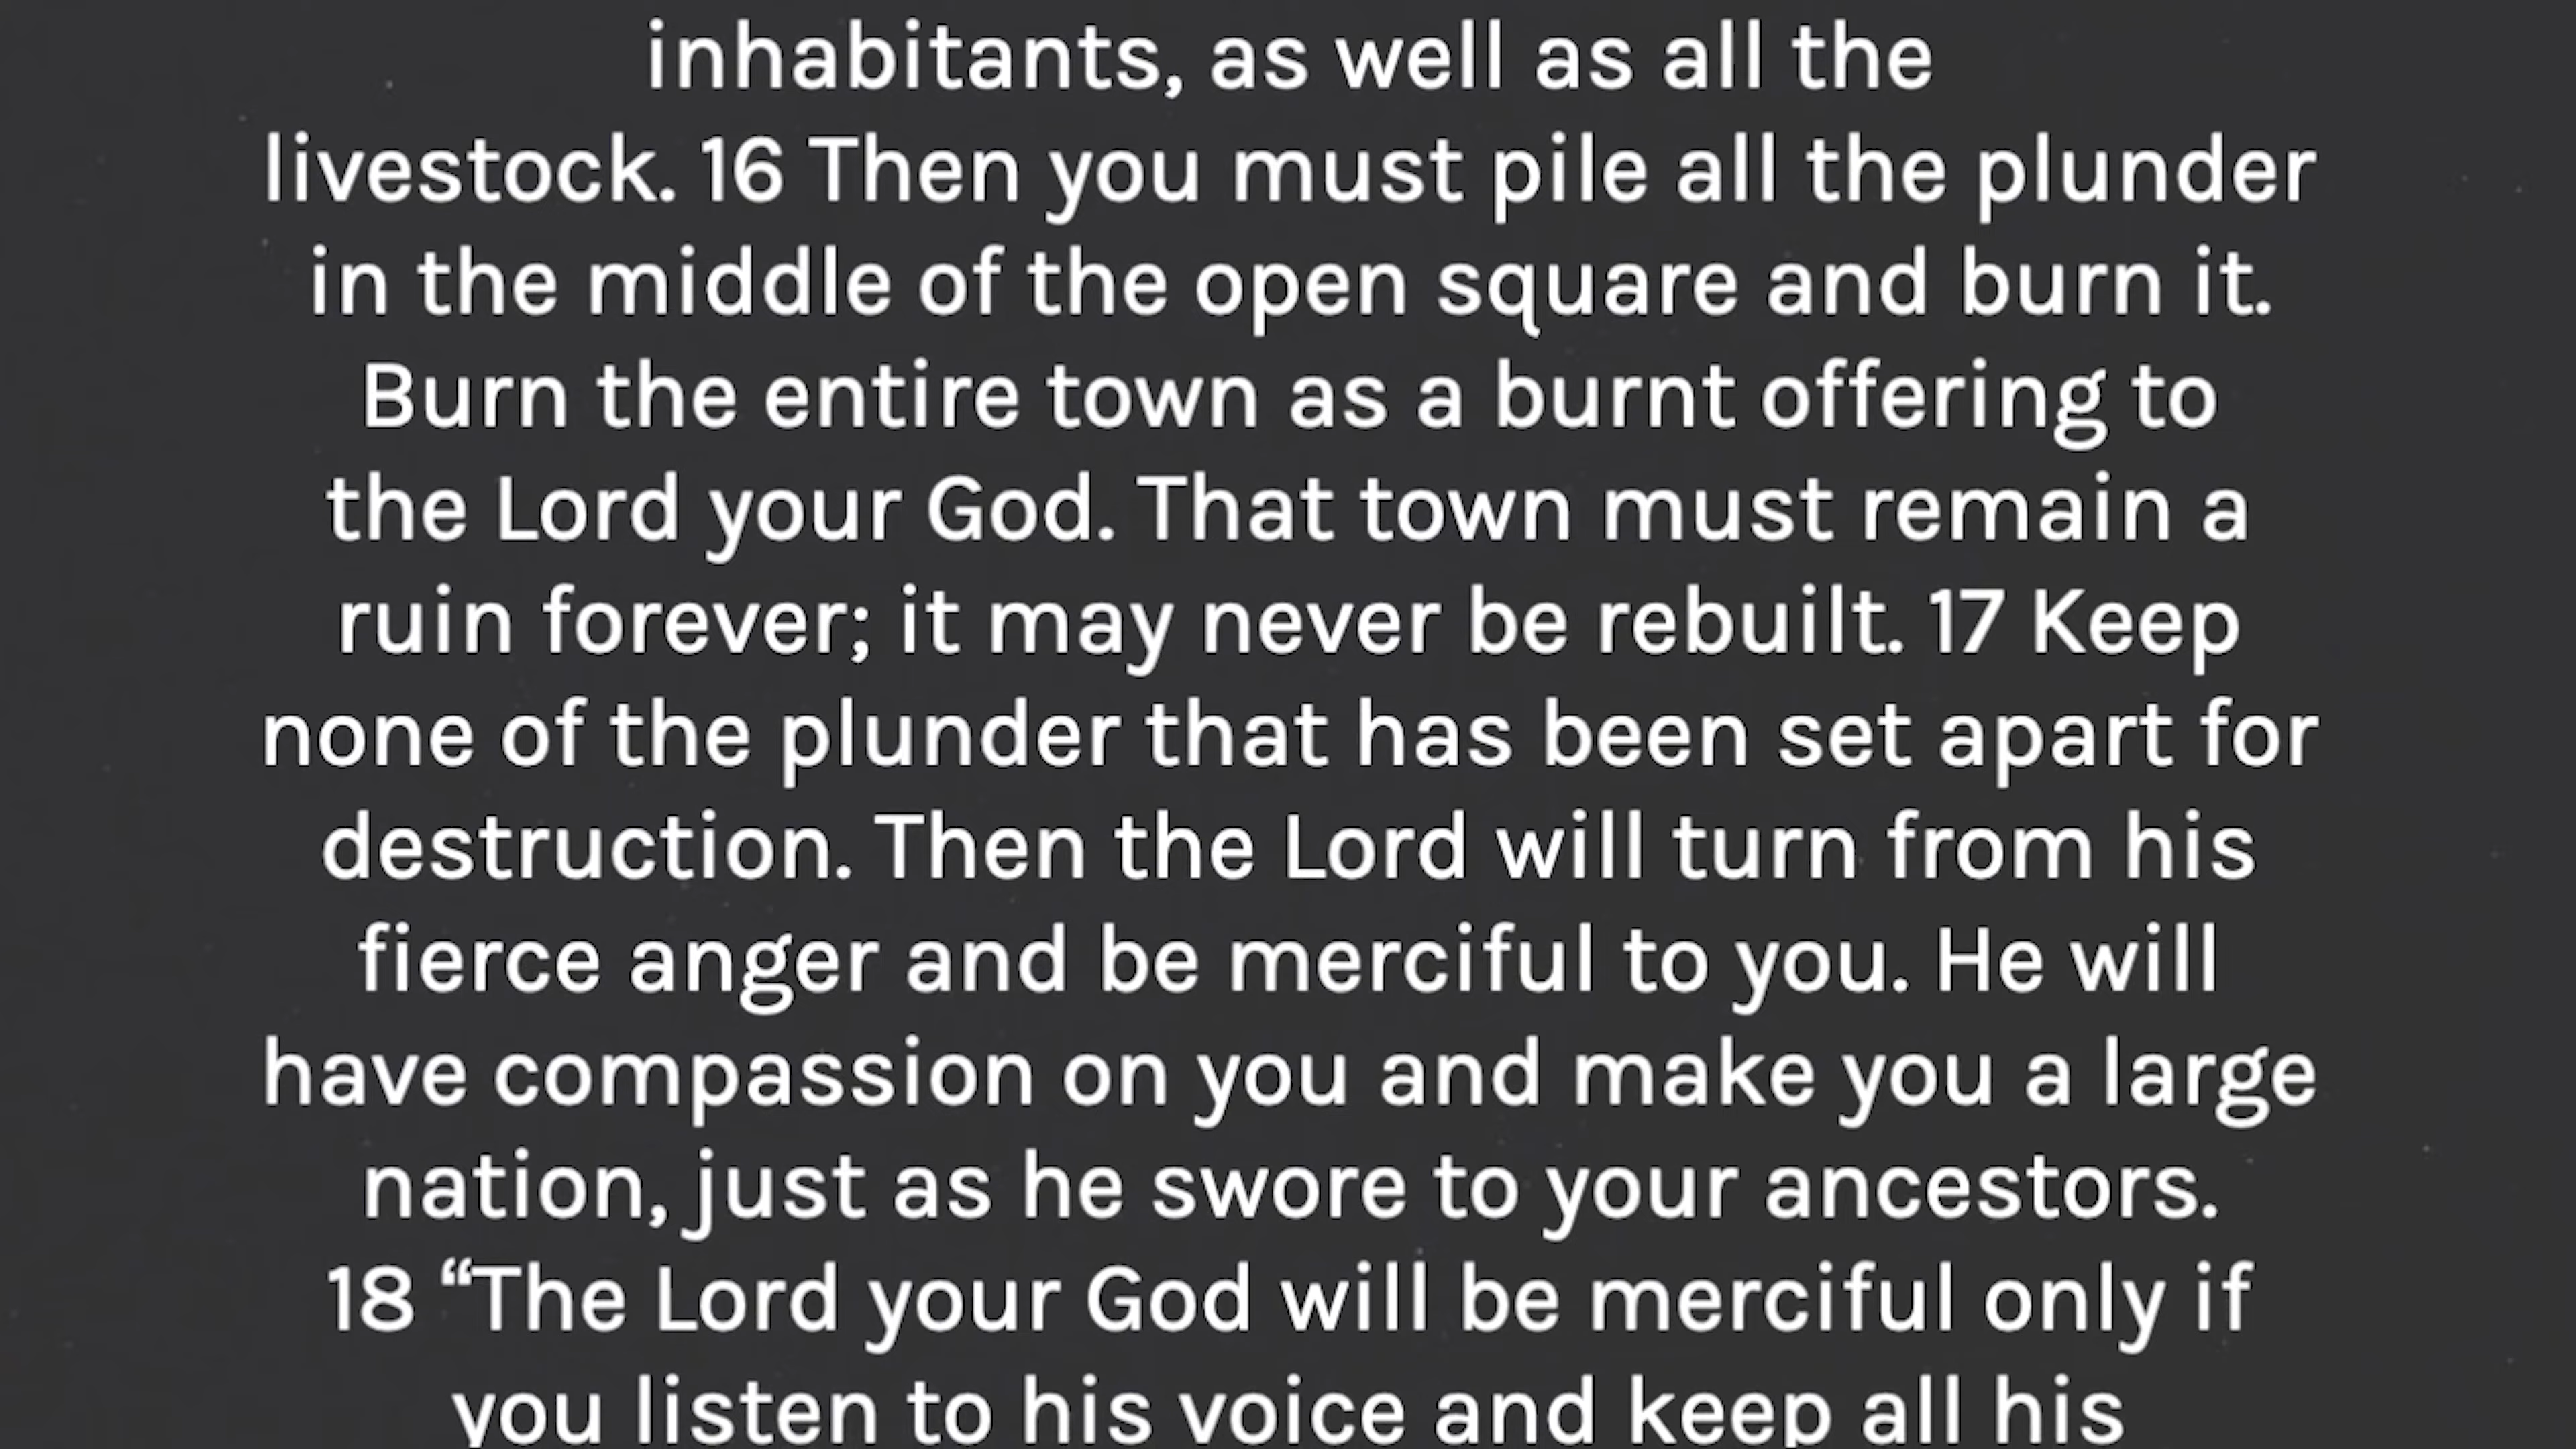 inhabitants, as well as all the
livestock. 16 Then you must pile all the plunder
in the middle of the open square and burn it.
Burn the entire town as a burnt offering to
the Lord your God. That town must remain a
ruin forever; it may never be rebuilt. 17 Keep
none of the plunder that has been set apart for
destruction. Then the Lord will turn from his
fierce anger and be merciful to you. He will
have compassion on you and make you a large
nation, just as he swore to your ancestors.
18 “The Lord your God will be merciful only if
you listen to his voice and keep all his